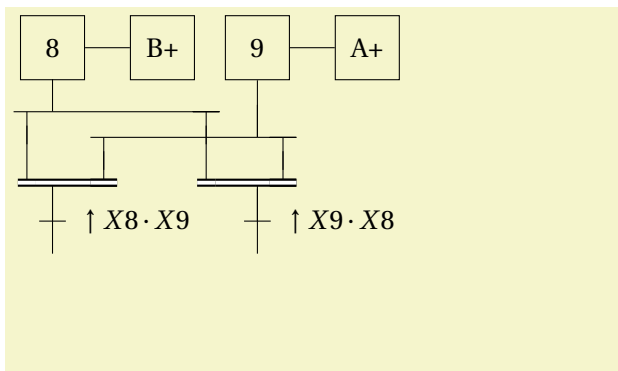 8 B+ 9 A+
↑ X8 · X9 ↑ X9 · X8